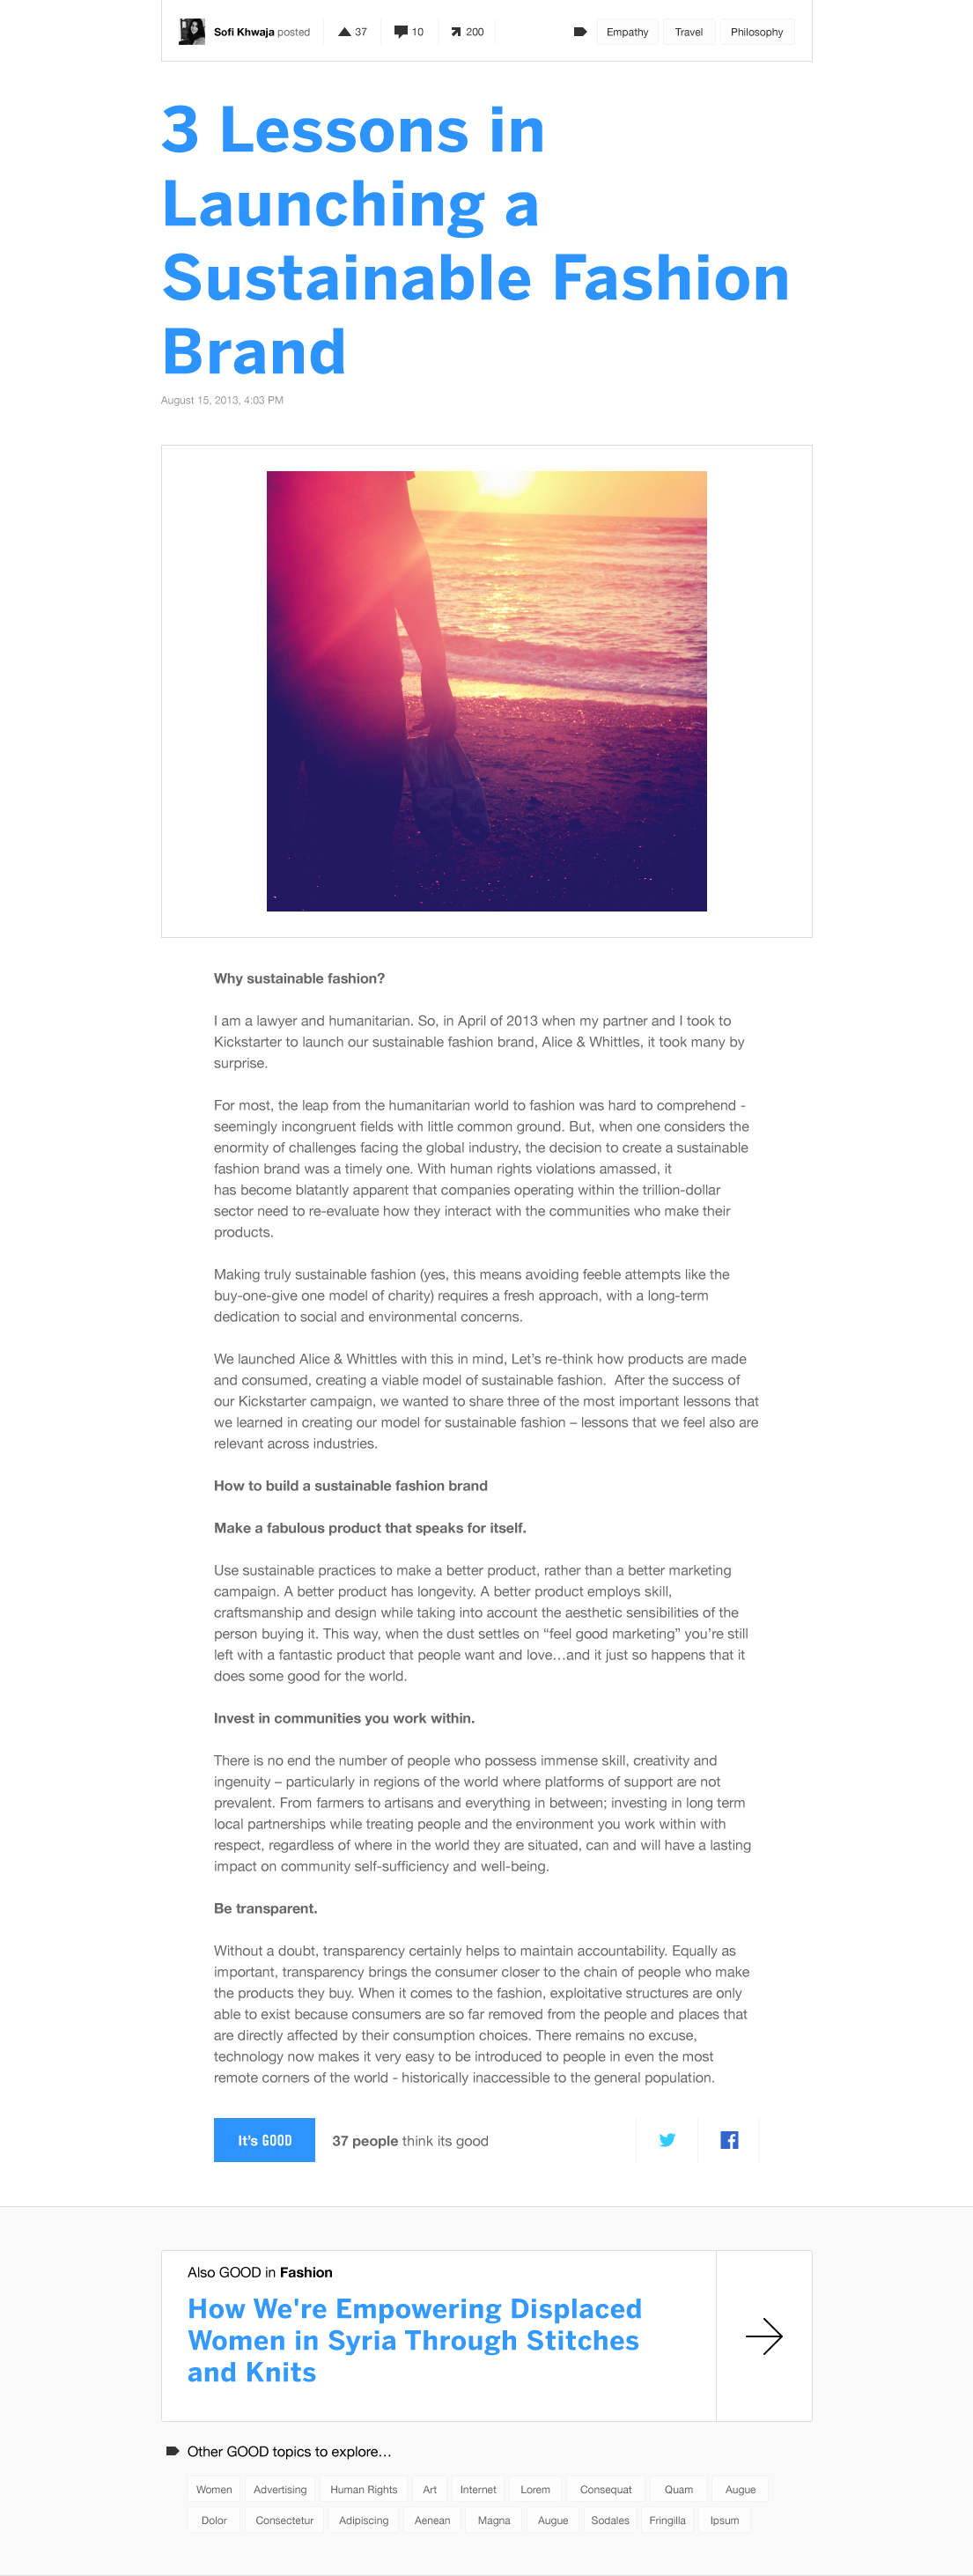 Sofi Khwaja posted 37 10 200 Empathy Travel Philosophy
3 Lessons in
Launching a
Sustainable Fashion
Brand
August 15, 2013, 4:03 PM
Why sustainable fashion?
I am a lawyer and humanitarian. So, in April of 2013 when my partner and I took to
Kickstarter to launch our sustainable fashion brand, Alice & Whittles, it took many by
surprise.
For most, the leap from the humanitarian world to fashion was hard to comprehend -
seemingly incongruent fields with little common ground. But, when one considers the
enormity of challenges facing the global industry, the decision to create a sustainable
fashion brand was a timely one. With human rights violations amassed, it
has become blatantly apparent that companies operating within the trillion-dollar
sector need to re-evaluate how they interact with the communities who make their
products.
Making truly sustainable fashion (yes, this means avoiding feeble attempts like the
buy-one-give one model of charity) requires a fresh approach, with a long-term
dedication to social and environmental concerns.
We launched Alice & Whittles with this in mind, Let’s re-think how products are made
and consumed, creating a viable model of sustainable fashion.  After the success of
our Kickstarter campaign, we wanted to share three of the most important lessons that
we learned in creating our model for sustainable fashion – lessons that we feel also are
relevant across industries.
How to build a sustainable fashion brand
Make a fabulous product that speaks for itself.
Use sustainable practices to make a better product, rather than a better marketing
campaign. A better product has longevity. A better product employs skill,
craftsmanship and design while taking into account the aesthetic sensibilities of the
person buying it. This way, when the dust settles on “feel good marketing” you’re still
left with a fantastic product that people want and love…and it just so happens that it
does some good for the world.
Invest in communities you work within.
There is no end the number of people who possess immense skill, creativity and
ingenuity – particularly in regions of the world where platforms of support are not
prevalent. From farmers to artisans and everything in between; investing in long term
local partnerships while treating people and the environment you work within with
respect, regardless of where in the world they are situated, can and will have a lasting
impact on community self-sufficiency and well-being.
Be transparent.
Without a doubt, transparency certainly helps to maintain accountability. Equally as
important, transparency brings the consumer closer to the chain of people who make
the products they buy. When it comes to the fashion, exploitative structures are only
able to exist because consumers are so far removed from the people and places that
are directly affected by their consumption choices. There remains no excuse,
technology now makes it very easy to be introduced to people in even the most
remote corners of the world - historically inaccessible to the general population.
It’s GOOD 37 people think its good
Also GOOD in Fashion
How We're Empowering Displaced
Women in Syria Through Stitches
and Knits
Other GOOD topics to explore…
Women Advertising Human Rights Art Internet Lorem Consequat Quam Augue
Dolor Consectetur Adipiscing Aenean Magna Augue Sodales Fringilla Ipsum